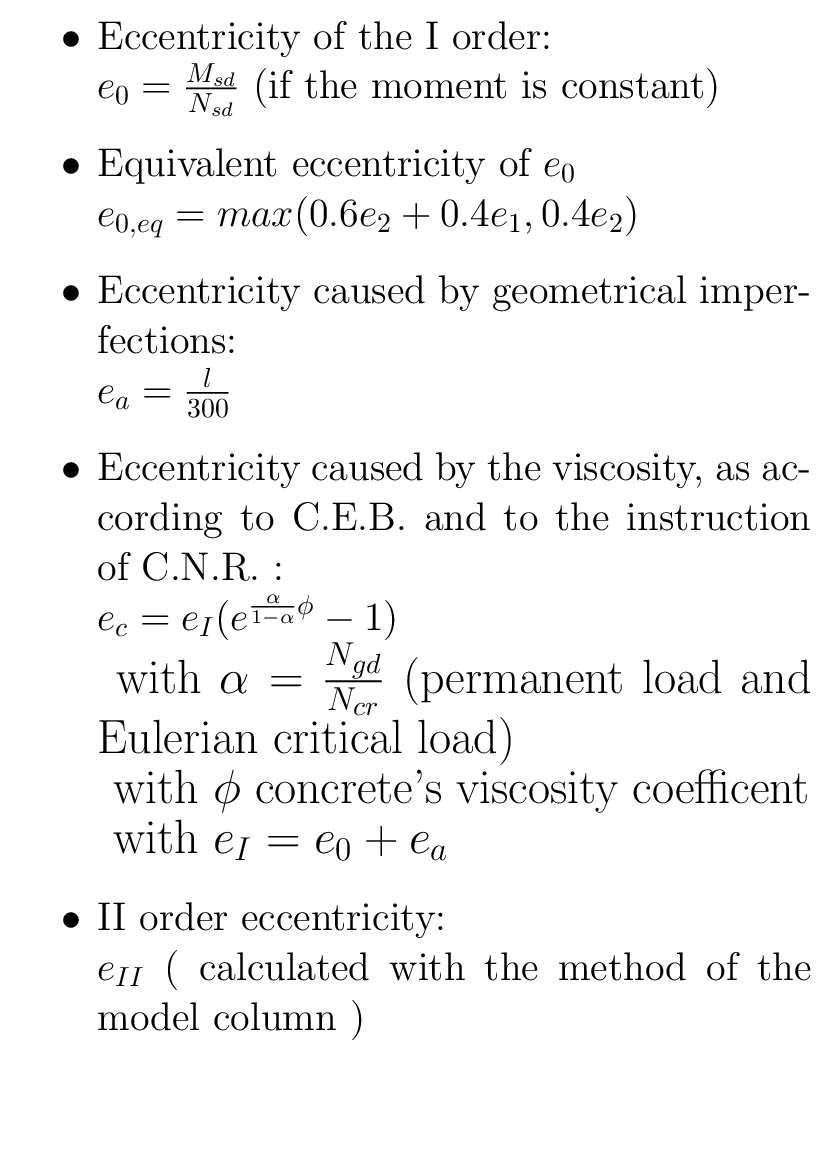 • Eccentricity of the I order:
$e_0 = \frac{M_{sd}}{N_{sd}}$ (if the moment is constant)
• Equivalent eccentricity of $e_0$
$e_{0,eq} = max(0.6e_2 + 0.4e_1, 0.4e_2)$
• Eccentricity caused by geometrical imper-
fections:
$e_a = \frac{l}{300}$
• Eccentricity caused by the viscosity, as ac-
cording to C.E.B. and to the instruction
of C.N.R. :
$e_c = e_I(e^{\frac{\alpha}{1-\alpha}\phi} - 1)$
with $\alpha = \frac{N_{gd}}{N_{cr}}$ (permanent load and
Eulerian critical load)
with $\phi$ concrete's viscosity coefficent
with $e_I = e_0 + e_a$
• II order eccentricity:
$e_{II}$ ( calculated with the method of the
model column )